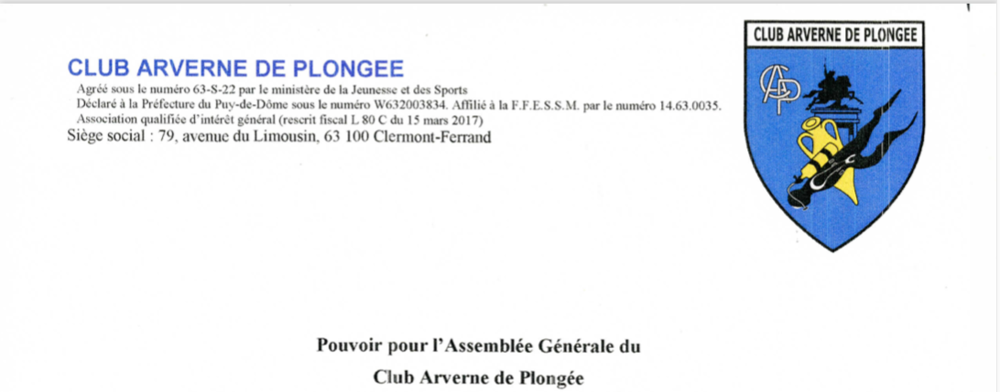 CLUB ARVERNE DE PLONGEE
CLUB ARVERNE DE PLONGEE
Agréé sous le numéro 63-S-22 par le ministère de la Jeunesse et des Sports
Déclaré à la Préfecture du Puy-de-Dôme sous le numéro W632003834. Affilié à la F.F.E.S.S.M. par le numéro 14.63.0035.
Association qualifiée d'intérêt général (rescrit fiscal L 80 C du 15 mars 2017)
Siège social : 79, avenue du Limousin, 63 100 Clermont-Ferrand
CAP
Pouvoir pour l'Assemblée Générale du
Club Arverne de Plongée